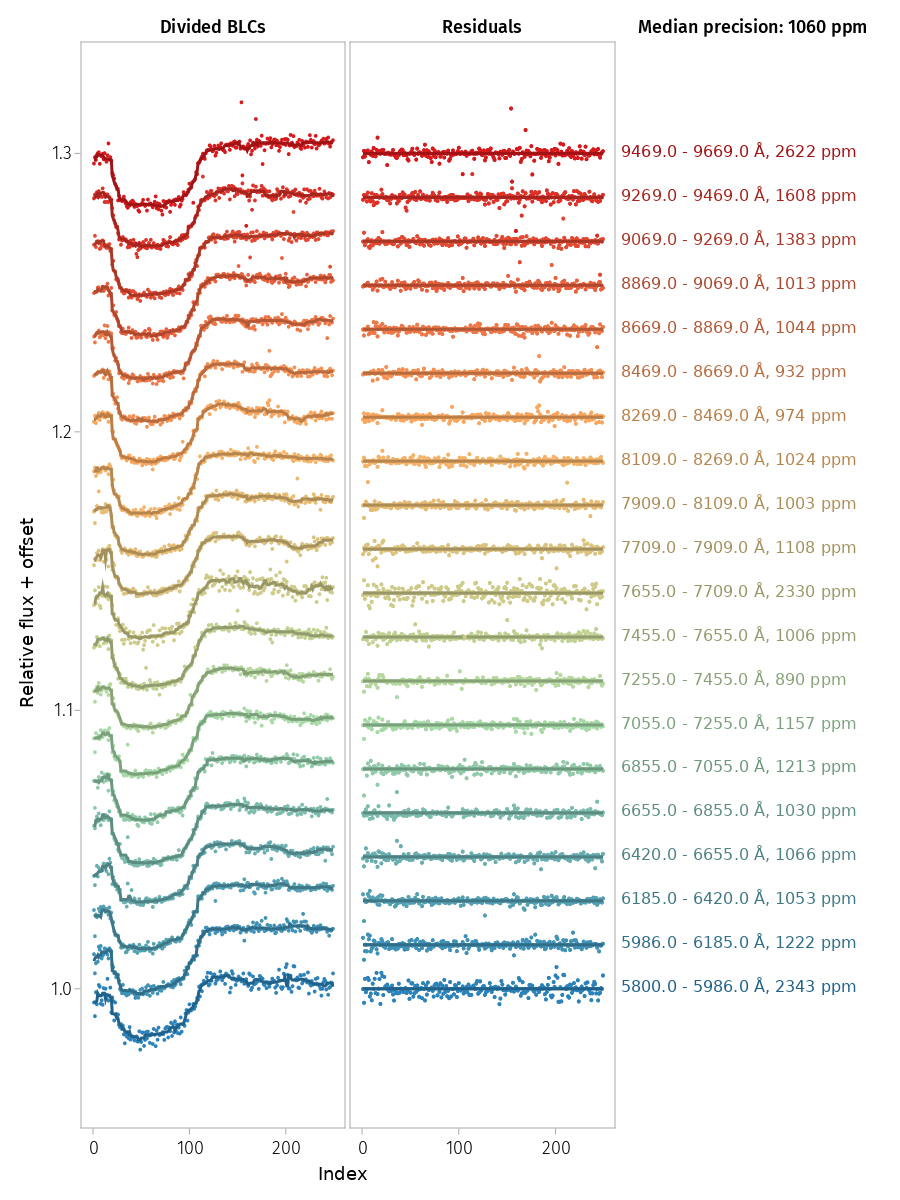 Divided BLCs
Residuals
Median precision: 1060 ppm
Relative flux + offset
1.3
1.2
1.1
1.0
9469.0 - 9669.0 Å, 2622 ppm
9269.0 - 9469.0 Å, 1608 ppm
9069.0 - 9269.0 Å, 1383 ppm
8869.0 - 9069.0 Å, 1013 ppm
8669.0 - 8869.0 Å, 1044 ppm
8469.0 - 8669.0 Å, 932 ppm
8269.0 - 8469.0 Å, 974 ppm
8109.0 - 8269.0 Å, 1024 ppm
7909.0 - 8109.0 Å, 1003 ppm
7709.0 - 7909.0 Å, 1108 ppm
7655.0 - 7709.0 Å, 2330 ppm
7455.0 - 7655.0 Å, 1006 ppm
7255.0 - 7455.0 Å, 890 ppm
7055.0 - 7255.0 Å, 1157 ppm
6855.0 - 7055.0 Å, 1213 ppm
6655.0 - 6855.0 Å, 1030 ppm
6420.0 - 6655.0 Å, 1066 ppm
6185.0 - 6420.0 Å, 1053 ppm
5986.0 - 6185.0 Å, 1222 ppm
5800.0 - 5986.0 Å, 2343 ppm
0 100 200
0 100 200
Index